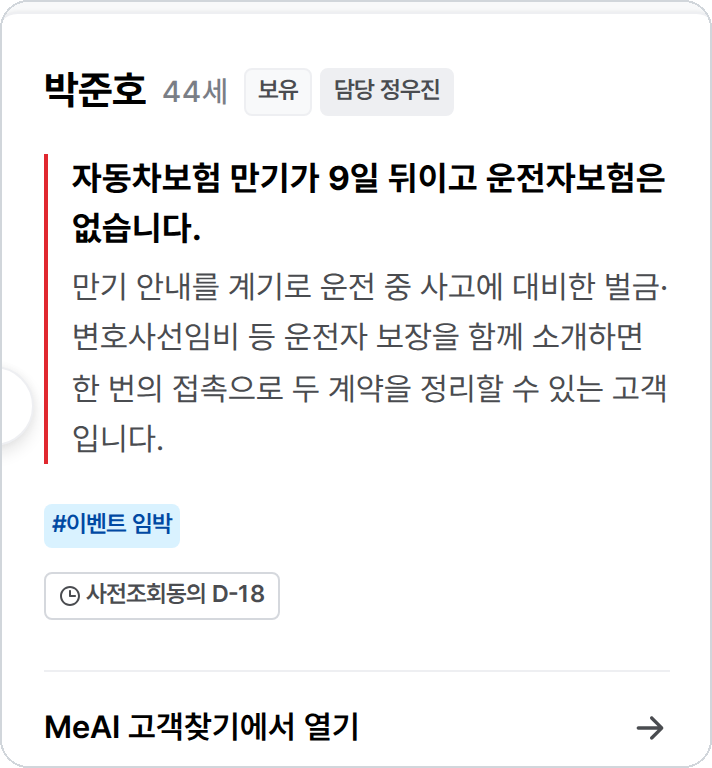 박준호 44세 보유 담당 정우진
자동차보험 만기가 9일 뒤이고 운전자보험은
없습니다.
만기 안내를 계기로 운전 중 사고에 대비한 벌금·
변호사선임비 등 운전자 보장을 함께 소개하면
한 번의 접촉으로 두 계약을 정리할 수 있는 고객
입니다.
#이벤트 임박
사전조회동의 D-18
MeAI 고객찾기에서 열기